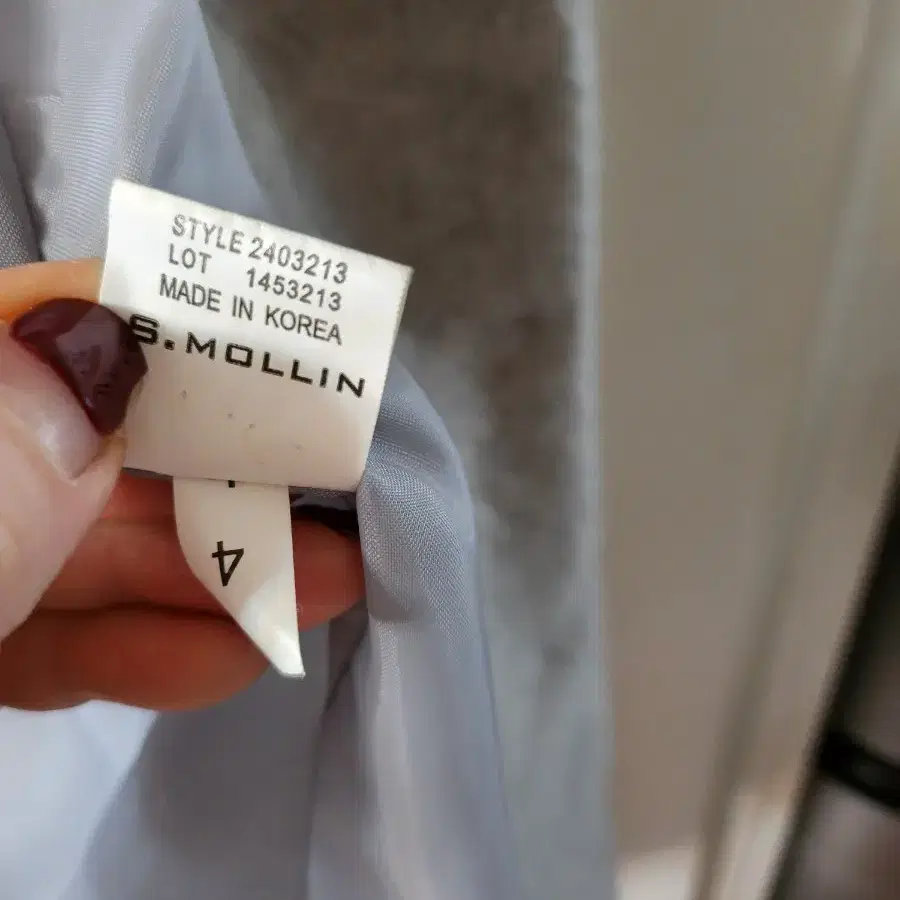 STYLE 2403213
LOT 1453213
MADE IN KOREA
S.MOLLIN
4